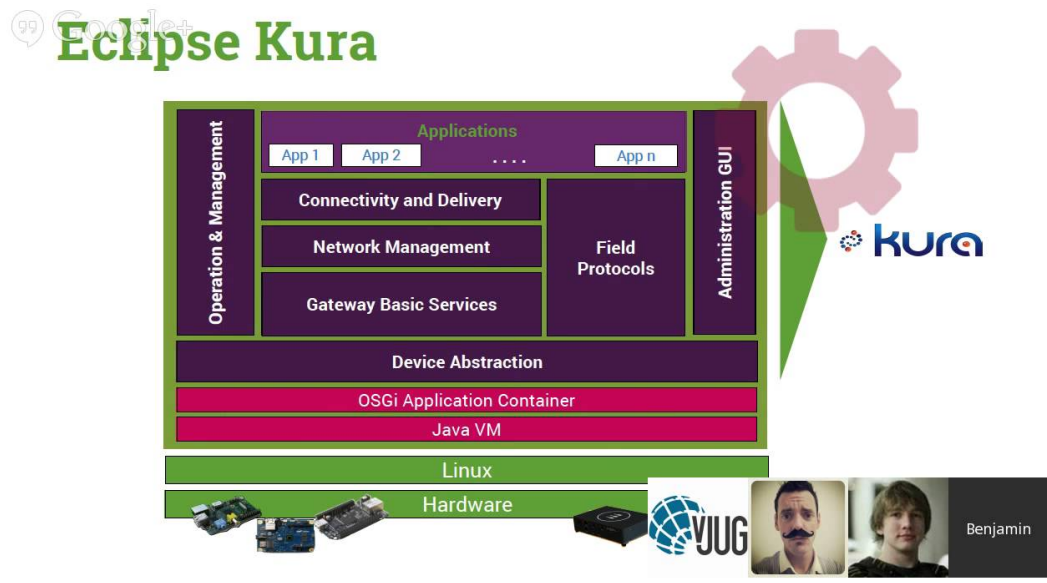 Google+
Eclipse Kura
Operation & Management
Applications
App 1
App 2
....
App n
Connectivity and Delivery
Network Management
Gateway Basic Services
Field
Protocols
Administration GUI
kura
Device Abstraction
OSGi Application Container
Java VM
Linux
Hardware
vJUG
Benjamin